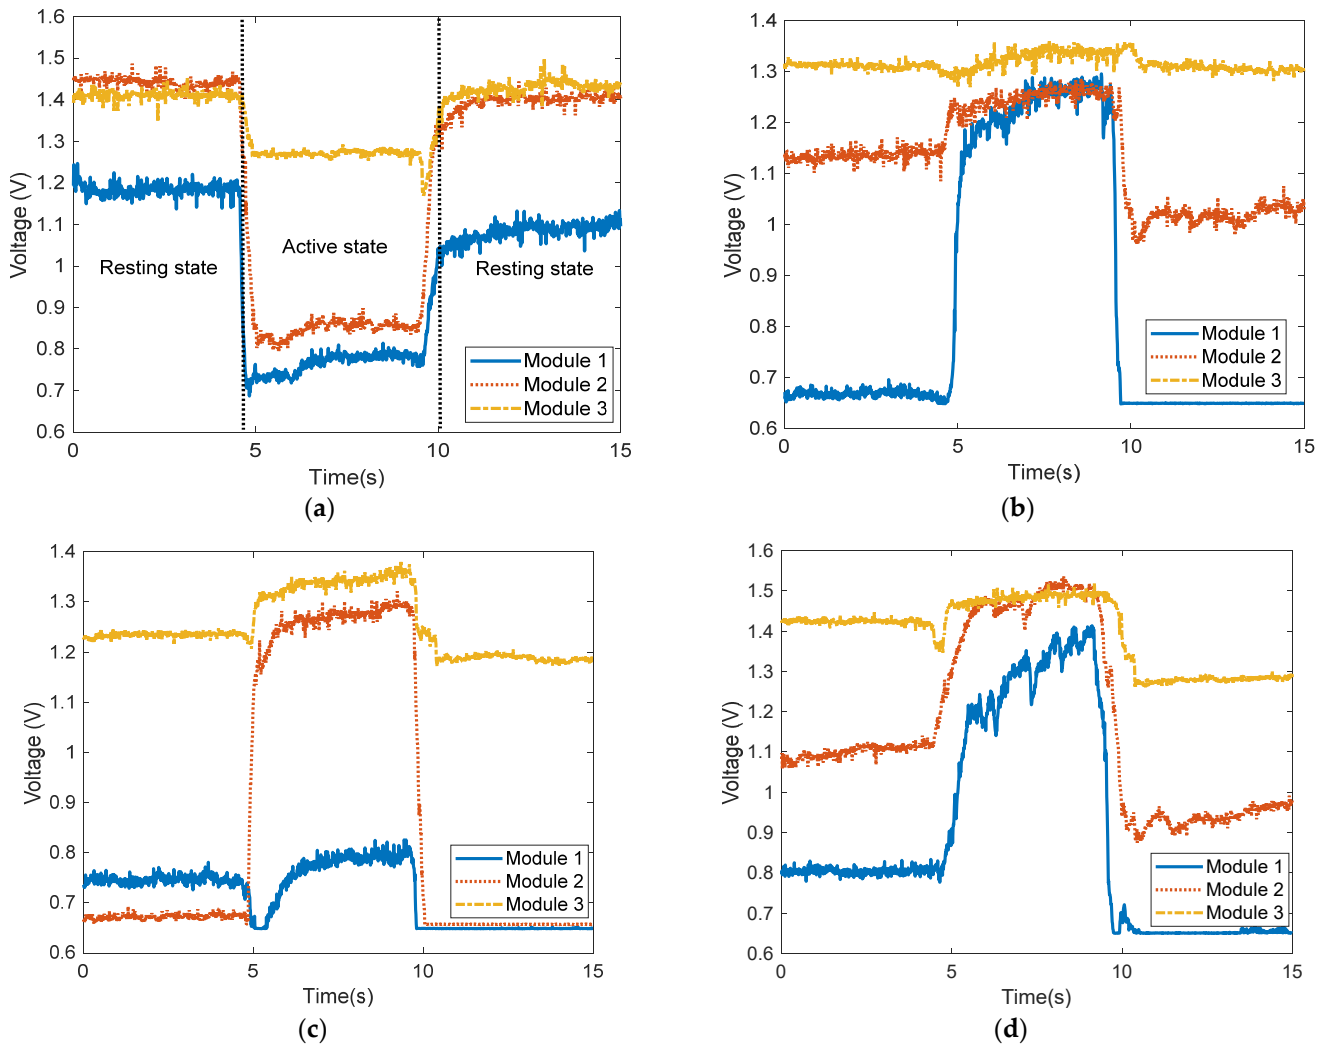 1.6
1.5
1.4
1.3
1.2
1.1
1
0.9
0.8
0.7
0.6
Voltage (V)
Resting state
Active state
Resting state
Module 1
Module 2
Module 3
0
5
10
15
Time(s)
(a)
1.4
1.3
1.2
1.1
1
0.9
0.8
0.7
0.6
Voltage (V)
Module 1
Module 2
Module 3
0
5
10
15
Time(s)
(b)
1.4
1.3
1.2
1.1
1
0.9
0.8
0.7
0.6
Voltage (V)
Module 1
Module 2
Module 3
0
5
10
15
Time(s)
(c)
1.6
1.5
1.4
1.3
1.2
1.1
1
0.9
0.8
0.7
0.6
Voltage (V)
Module 1
Module 2
Module 3
0
5
10
15
Time(s)
(d)